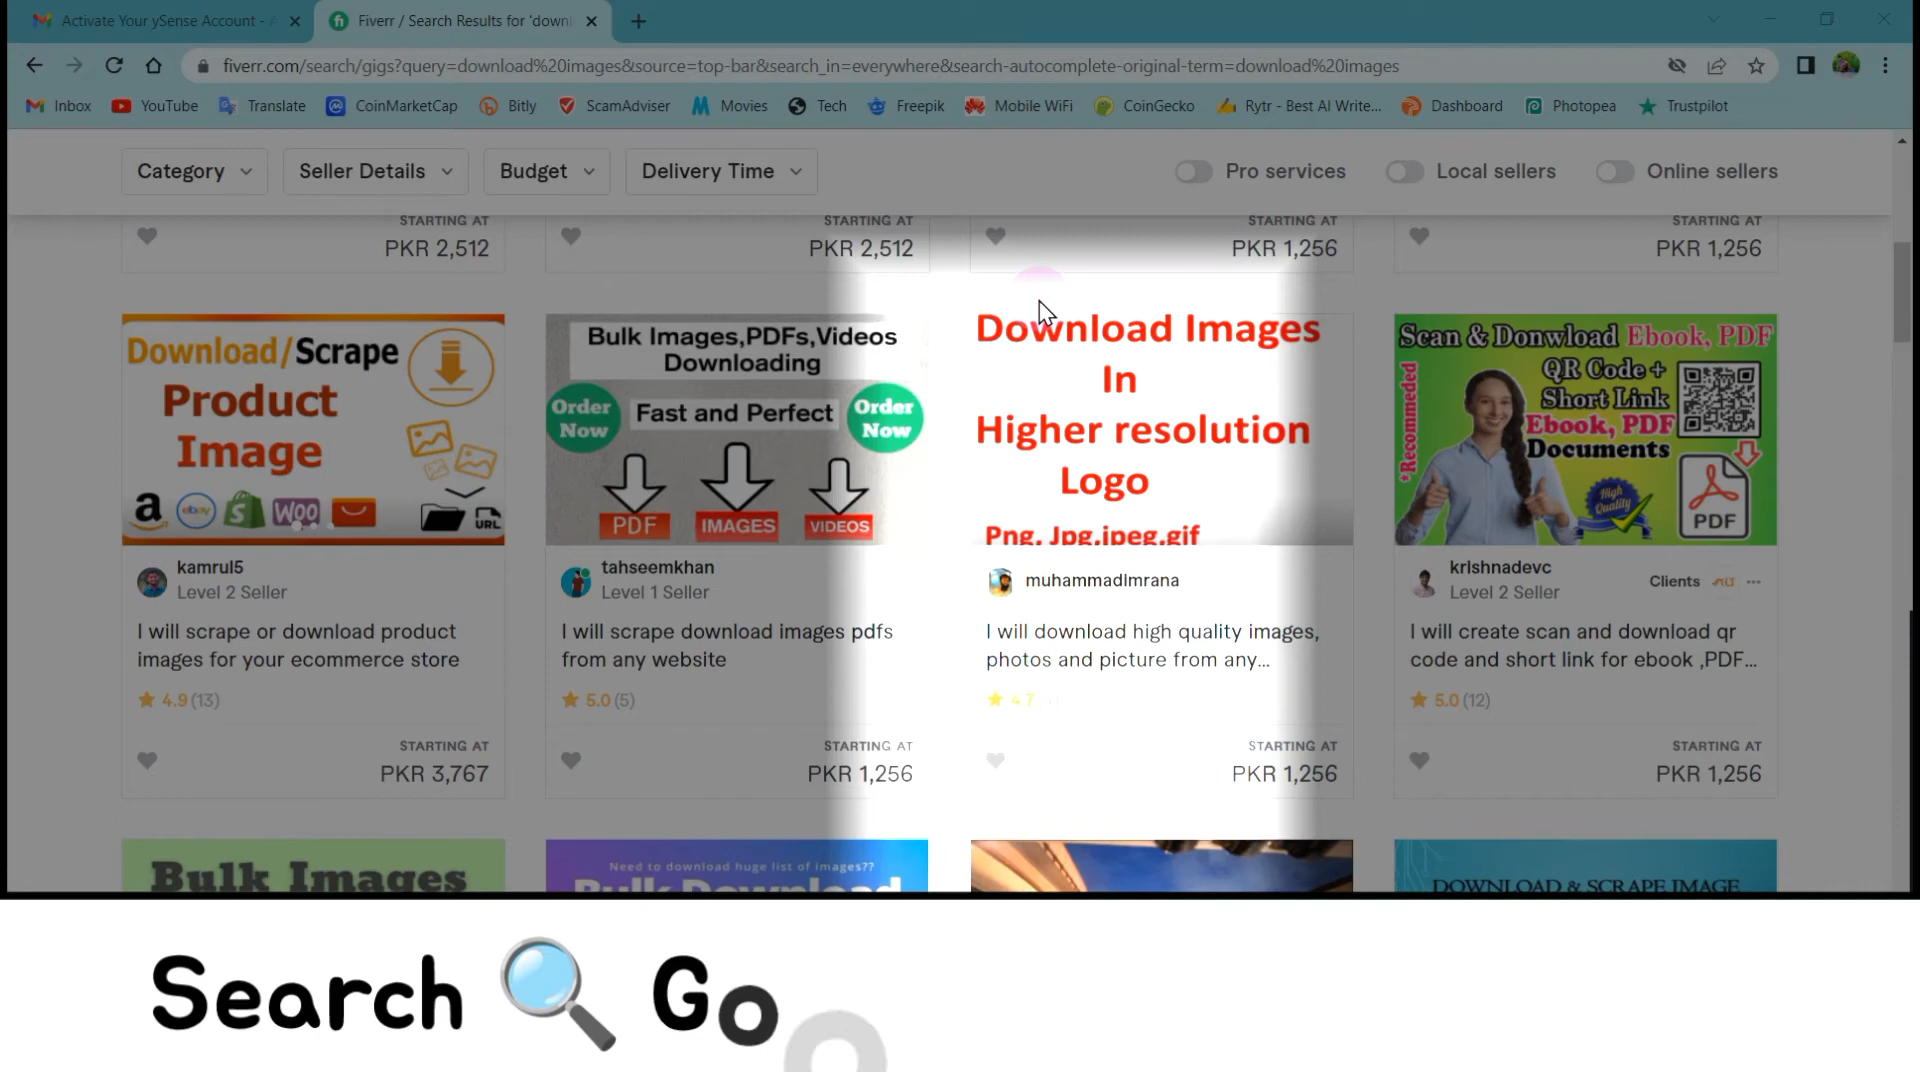 Activate Your ySense Account -
Fiverr / Search Results for 'downl
fiverr.com/search/gigs?query=download%20images&source=top-bar&search_in=everywhere&search-autocomplete-original-term=download%20images
Inbox YouTube Translate CoinMarketCap Bitly ScamAdviser Movies Tech Freepik Mobile WiFi CoinGecko Rytr - Best AI Write... Dashboard Photopea Trustpilot
Category Seller Details Budget Delivery Time Pro services Local sellers Online sellers
STARTING AT STARTING AT STARTING AT STARTING AT
PKR 2,512 PKR 2,512 PKR 1,256 PKR 1,256
Download/Scrape
Product
Image
a ebay WOO URL
kamrul5
Level 2 Seller
I will scrape or download product
images for your ecommerce store
4.9 (13)
STARTING AT
PKR 3,767
Bulk Images,PDFs,Videos
Downloading
Order Now Fast and Perfect Order Now
PDF IMAGES VIDEOS
tahseemkhan
Level 1 Seller
I will scrape download images pdfs
from any website
5.0 (5)
STARTING AT
PKR 1,256
Download Images
In
Higher resolution
Logo
Png, Jpg,jpeg,gif
muhammadImrana
I will download high quality images,
photos and picture from any...
4.7
STARTING AT
PKR 1,256
Scan & Donwload Ebook, PDF
QR Code +
Short Link
Ebook, PDF
Documents
*Recommeded
High Quality
PDF
krishnadevc
Level 2 Seller
Clients
I will create scan and download qr
code and short link for ebook ,PDF...
5.0 (12)
STARTING AT
PKR 1,256
Bulk Images
Need to download huge list of images??
Bulk Download
DOWNLOAD & SCRAPE IMAGE
Search Goo